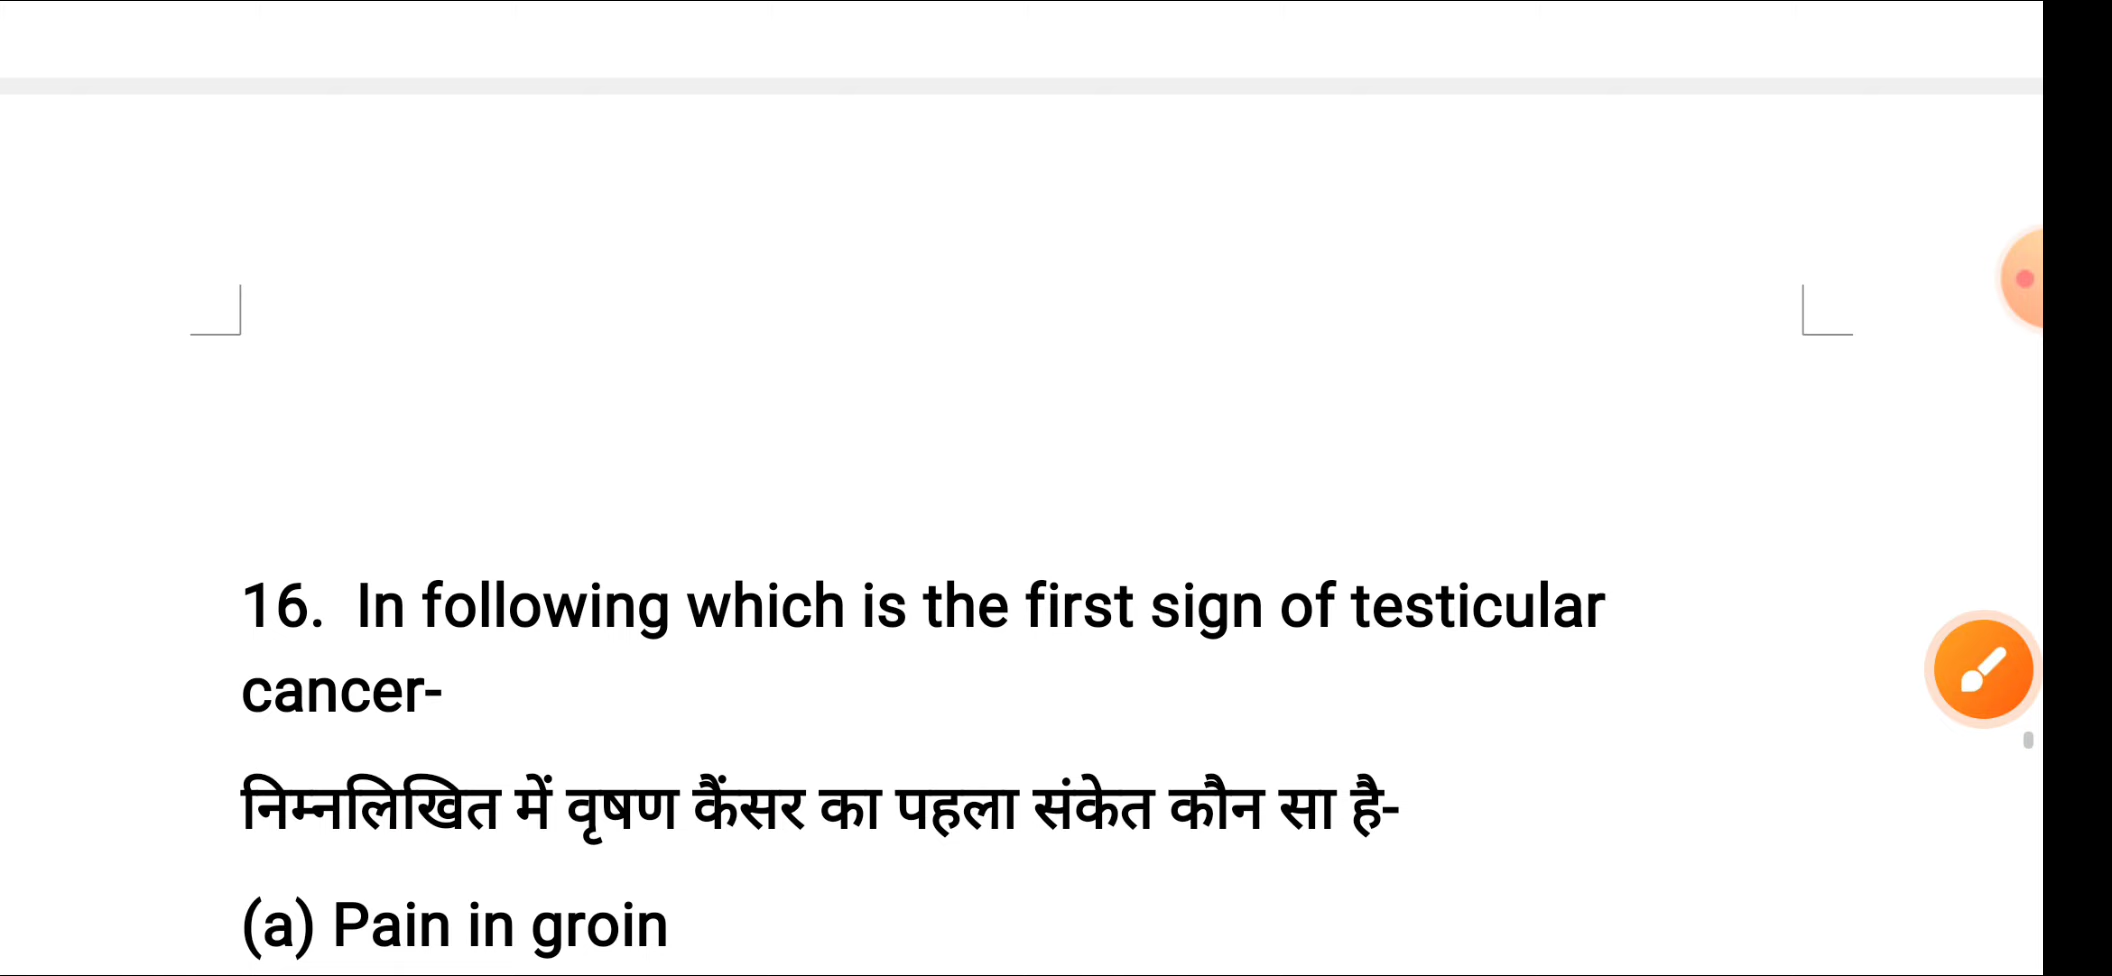 16. In following which is the first sign of testicular
cancer-
निम्नलिखित में वृषण कैंसर का पहला संकेत कौन सा है-
(a) Pain in groin